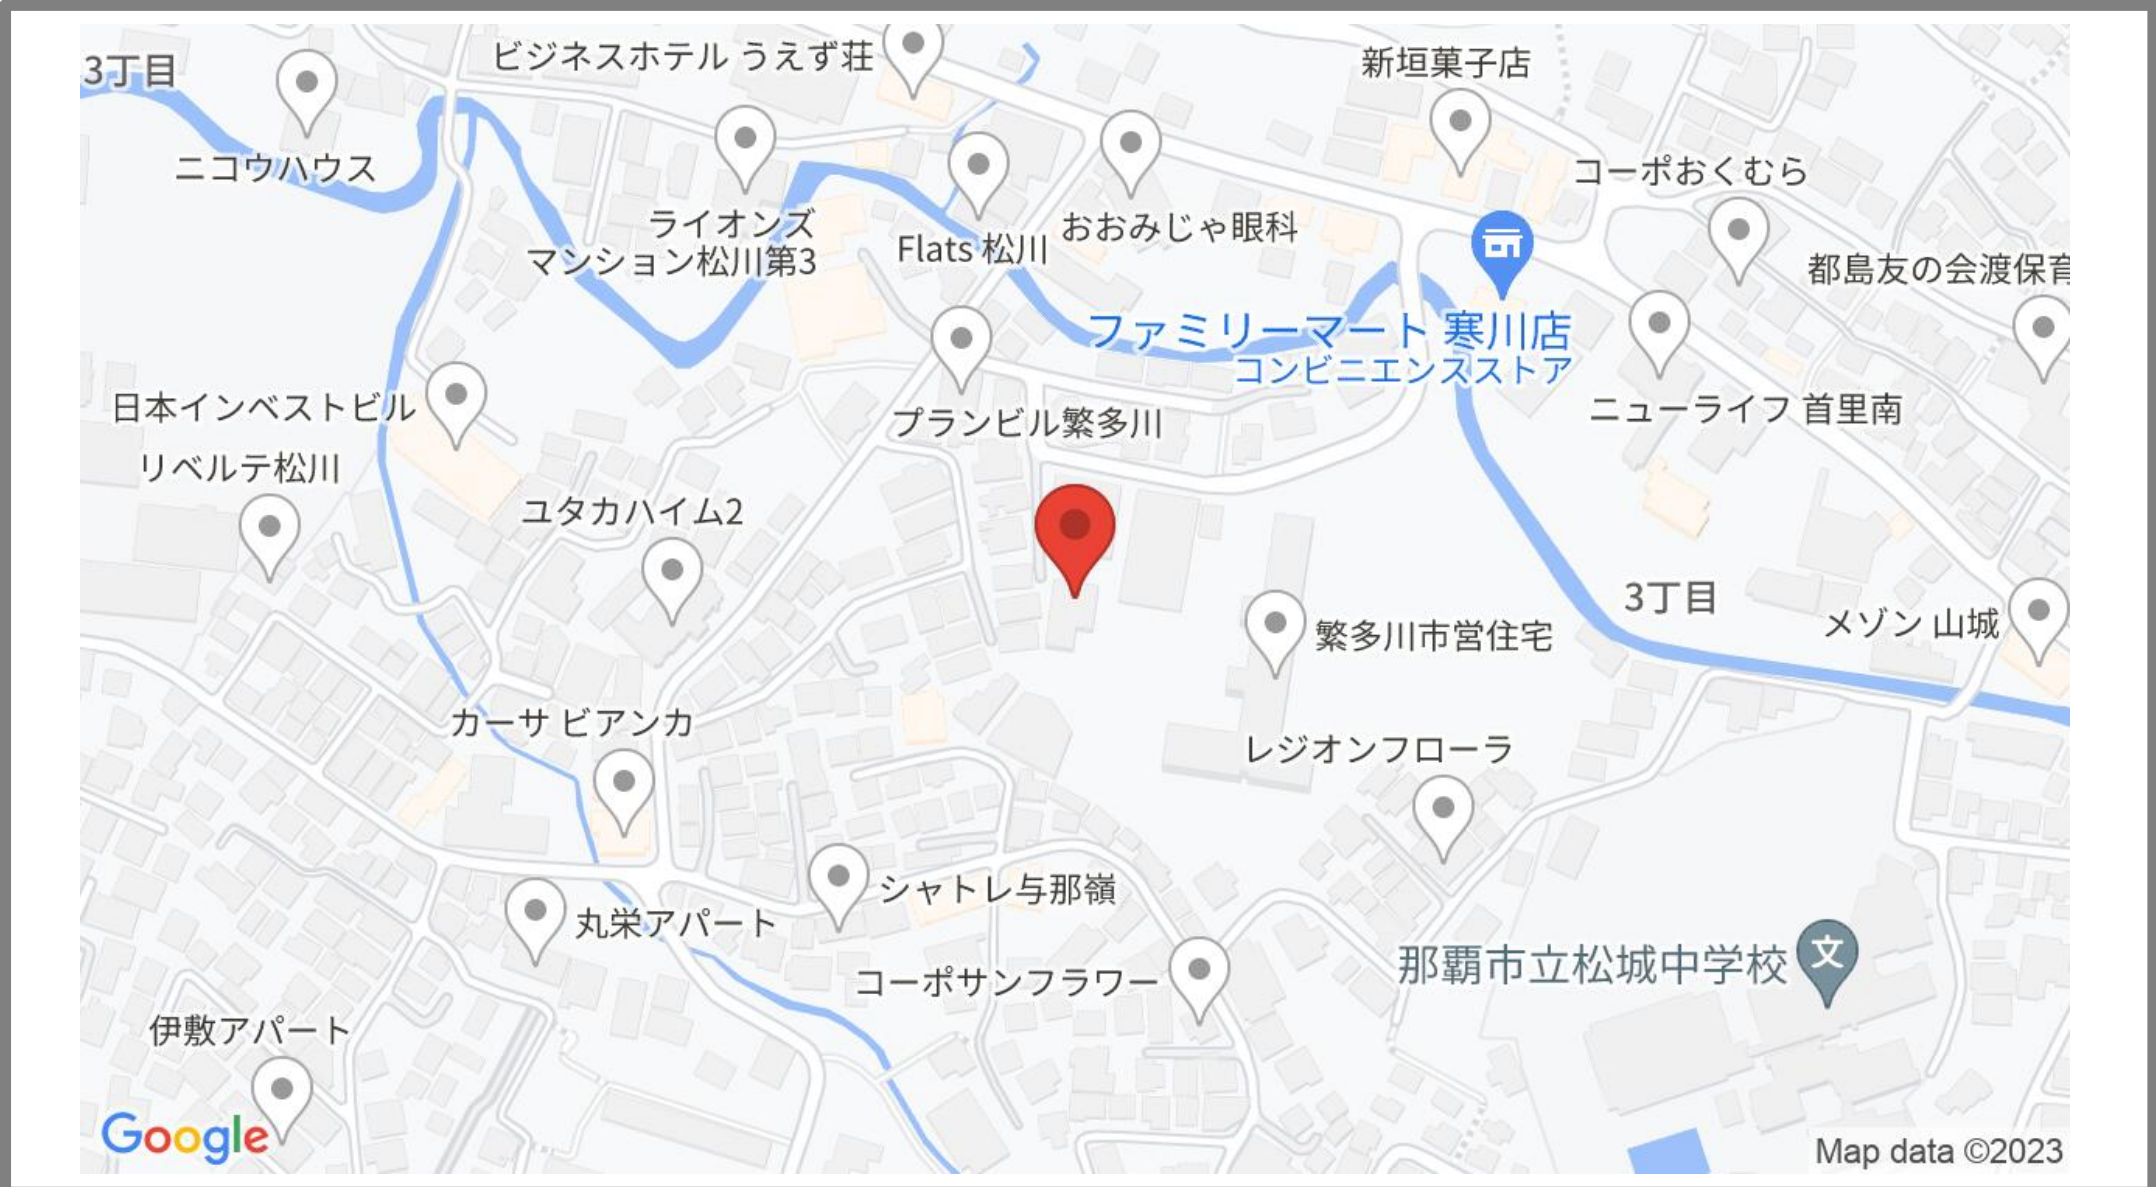 3丁目
ビジネスホテル うえず荘
新垣菓子店
ニコウハウス
コーポおくむら
ライオンズ
マンション松川第3
Flats 松川
おおみじゃ眼科
都島友の会渡保育
ファミリーマート 寒川店
コンビニエンスストア
日本インベストビル
プランビル繁多川
ニューライフ 首里南
リベルテ松川
ユタカハイム2
3丁目
繁多川市営住宅
メゾン 山城
カーサ ビアンカ
レジオンフローラ
シャトレ与那嶺
丸栄アパート
コーポサンフラワー
那覇市立松城中学校
文
伊敷アパート
Google
Map data ©2023